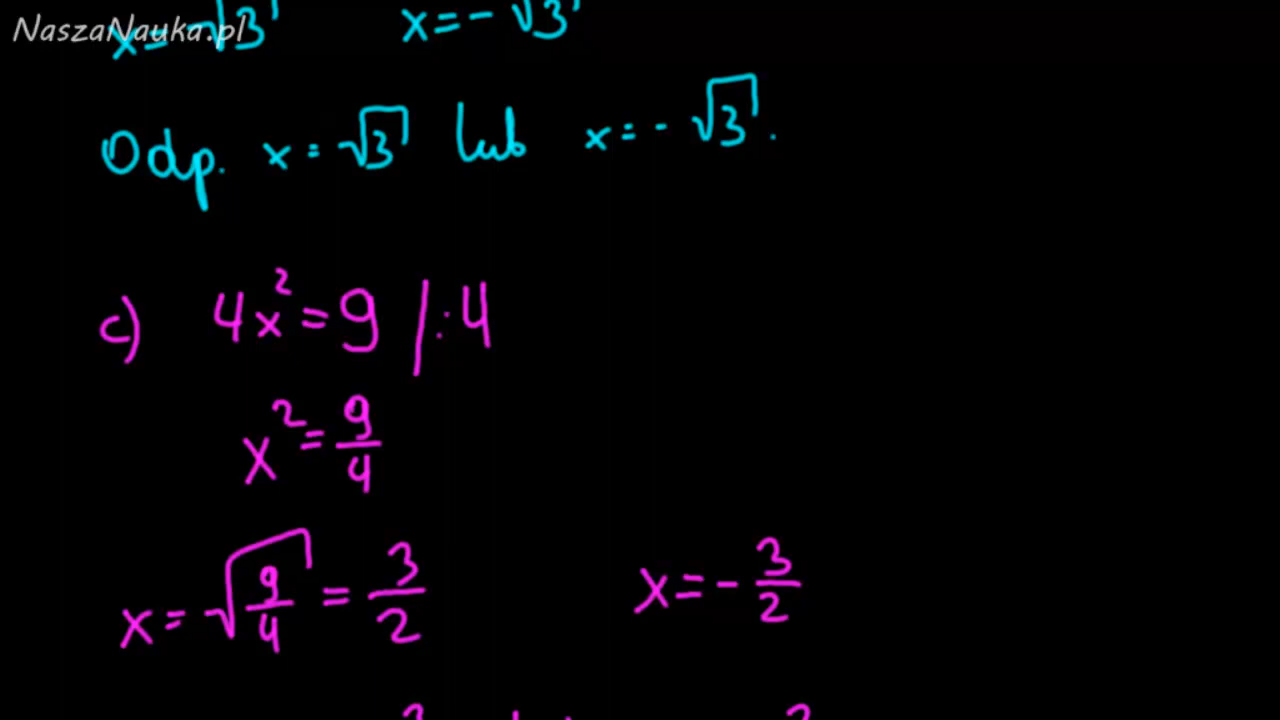 NaszaNauka.pl
x = √3 x = - √3
Odp. x = √3 lub x = - √3.
c) 4x² = 9 /:4
x² = 9/4
x = √(9/4) = 3/2 x = - 3/2